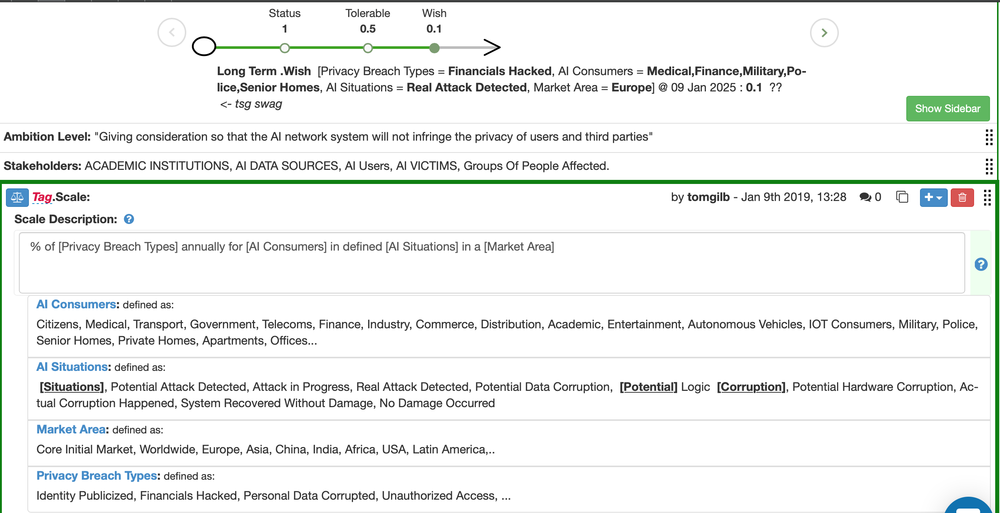 Status Tolerable Wish
1 0.5 0.1
Long Term .Wish [Privacy Breach Types = Financials Hacked, AI Consumers = Medical,Finance,Military,Po-
lice,Senior Homes, AI Situations = Real Attack Detected, Market Area = Europe] @ 09 Jan 2025 : 0.1 ??
<- tsg swag
Show Sidebar
Ambition Level: "Giving consideration so that the AI network system will not infringe the privacy of users and third parties"
Stakeholders: ACADEMIC INSTITUTIONS, AI DATA SOURCES, AI Users, AI VICTIMS, Groups Of People Affected.
Tag.Scale: by tomgilb - Jan 9th 2019, 13:28 0
Scale Description: ?
% of [Privacy Breach Types] annually for [AI Consumers] in defined [AI Situations] in a [Market Area]
?
AI Consumers: defined as:
Citizens, Medical, Transport, Government, Telecoms, Finance, Industry, Commerce, Distribution, Academic, Entertainment, Autonomous Vehicles, IOT Consumers, Military, Police,
Senior Homes, Private Homes, Apartments, Offices...
AI Situations: defined as:
[Situations], Potential Attack Detected, Attack in Progress, Real Attack Detected, Potential Data Corruption, [Potential] Logic [Corruption], Potential Hardware Corruption, Ac-
tual Corruption Happened, System Recovered Without Damage, No Damage Occurred
Market Area: defined as:
Core Initial Market, Worldwide, Europe, Asia, China, India, Africa, USA, Latin America,..
Privacy Breach Types: defined as:
Identity Publicized, Financials Hacked, Personal Data Corrupted, Unauthorized Access, ...